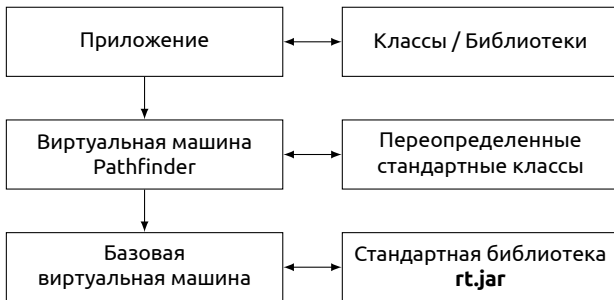 Приложение
Классы / Библиотеки
Виртуальная машина
Pathfinder
Переопределенные
стандартные классы
Базовая
виртуальная машина
Стандартная библиотека
rt.jar